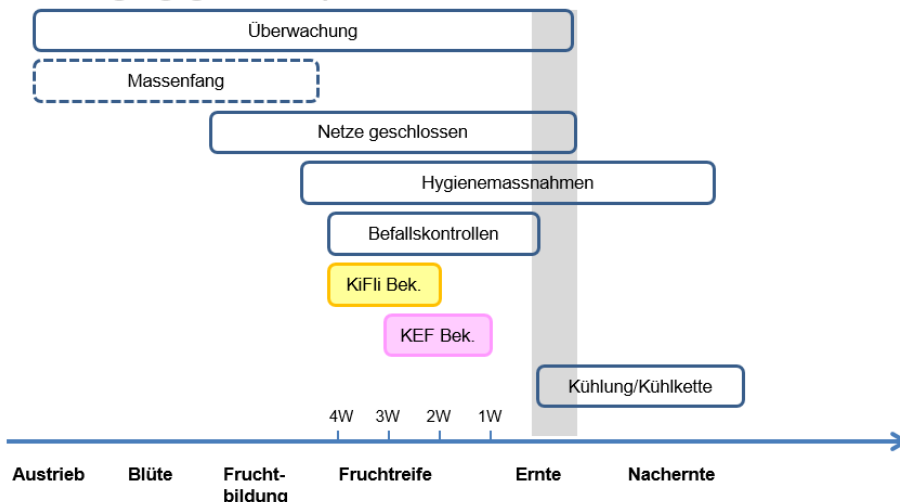 Überwachung
Massenfang
Netze geschlossen
Hygienemassnahmen
Befallskontrollen
KiFli Bek.
KEF Bek.
Kühlung/Kühlkette
4W 3W 2W 1W
Austrieb Blüte Frucht- Fruchtreife Ernte Nachernte
bildung